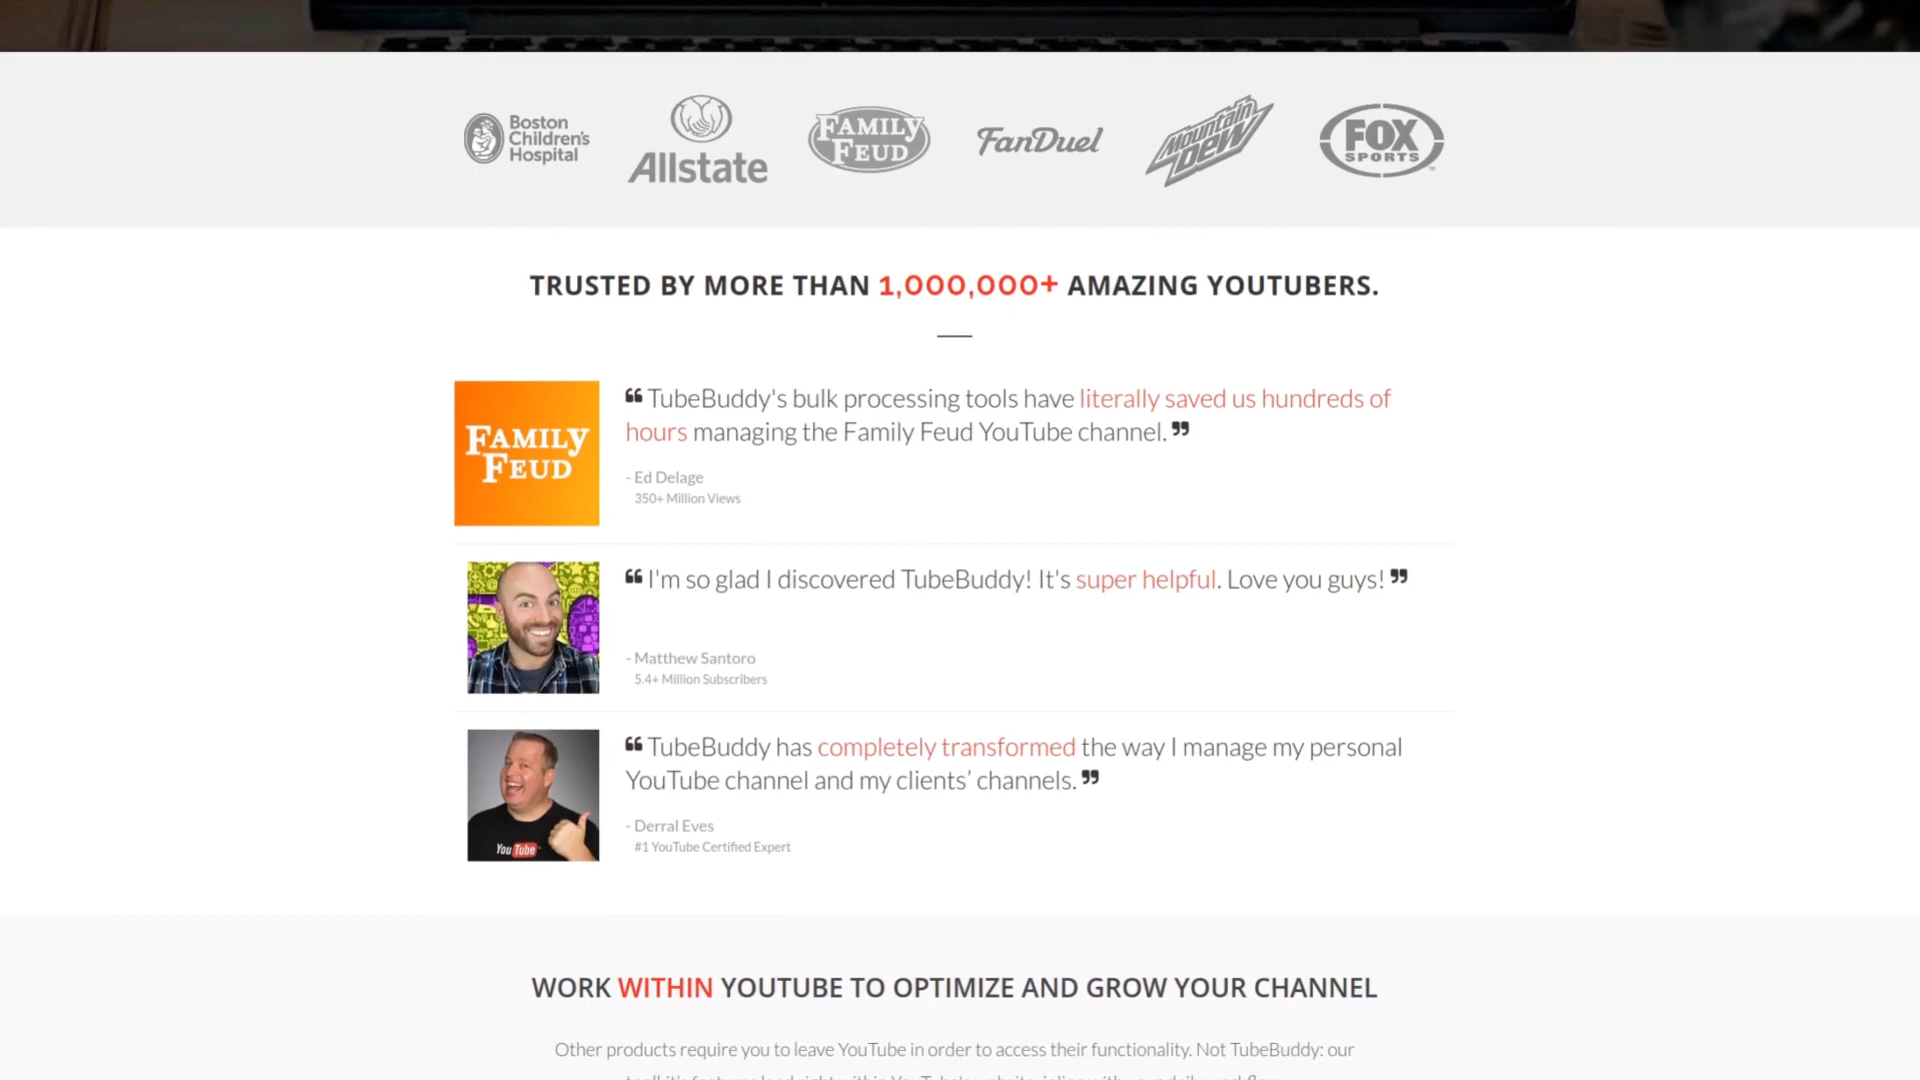 Boston
Children's
Hospital
Allstate
FAMILY
FEUD
FanDuel
Mountain
Dew
FOX
SPORTS
TM
TRUSTED BY MORE THAN 1,000,000+ AMAZING YOUTUBERS.
FAMILY
FEUD
❝ TubeBuddy's bulk processing tools have literally saved us hundreds of
hours managing the Family Feud YouTube channel. ❞
- Ed Delage
350+ Million Views
❝ I'm so glad I discovered TubeBuddy! It's super helpful. Love you guys! ❞
- Matthew Santoro
5.4+ Million Subscribers
❝ TubeBuddy has completely transformed the way I manage my personal
YouTube channel and my clients’ channels. ❞
You Tube
- Derral Eves
#1 YouTube Certified Expert
WORK WITHIN YOUTUBE TO OPTIMIZE AND GROW YOUR CHANNEL
Other products require you to leave YouTube in order to access their functionality. Not TubeBuddy: our